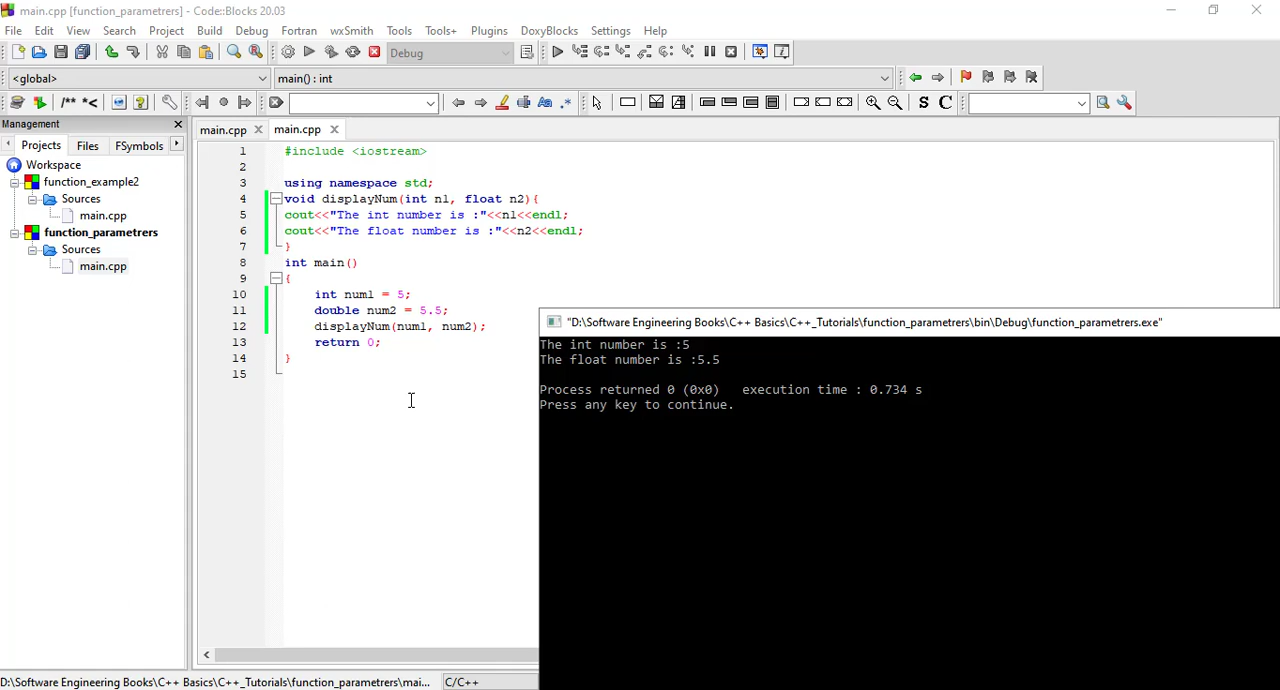 main.cpp [function_parametrers] - Code::Blocks 20.03
File Edit View Search Project Build Debug Fortran wxSmith Tools Tools+ Plugins DoxyBlocks Settings Help
Debug
<global> main() : int
/** *< Aa .* S C
Management
Projects Files FSymbols
Workspace
function_example2
Sources
main.cpp
function_parametrers
Sources
main.cpp
main.cpp main.cpp
1 #include <iostream>
2
3 using namespace std;
4 void displayNum(int n1, float n2){
5 cout<<"The int number is :"<<n1<<endl;
6 cout<<"The float number is :"<<n2<<endl;
7 }
8 int main()
9 {
10 int num1 = 5;
11 double num2 = 5.5;
12 displayNum(num1, num2);
13 return 0;
14 }
15
"D:\Software Engineering Books\C++ Basics\C++_Tutorials\function_parametrers\bin\Debug\function_parametrers.exe"
The int number is :5
The float number is :5.5
Process returned 0 (0x0) execution time : 0.734 s
Press any key to continue.
D:\Software Engineering Books\C++ Basics\C++_Tutorials\function_parametrers\mai... C/C++